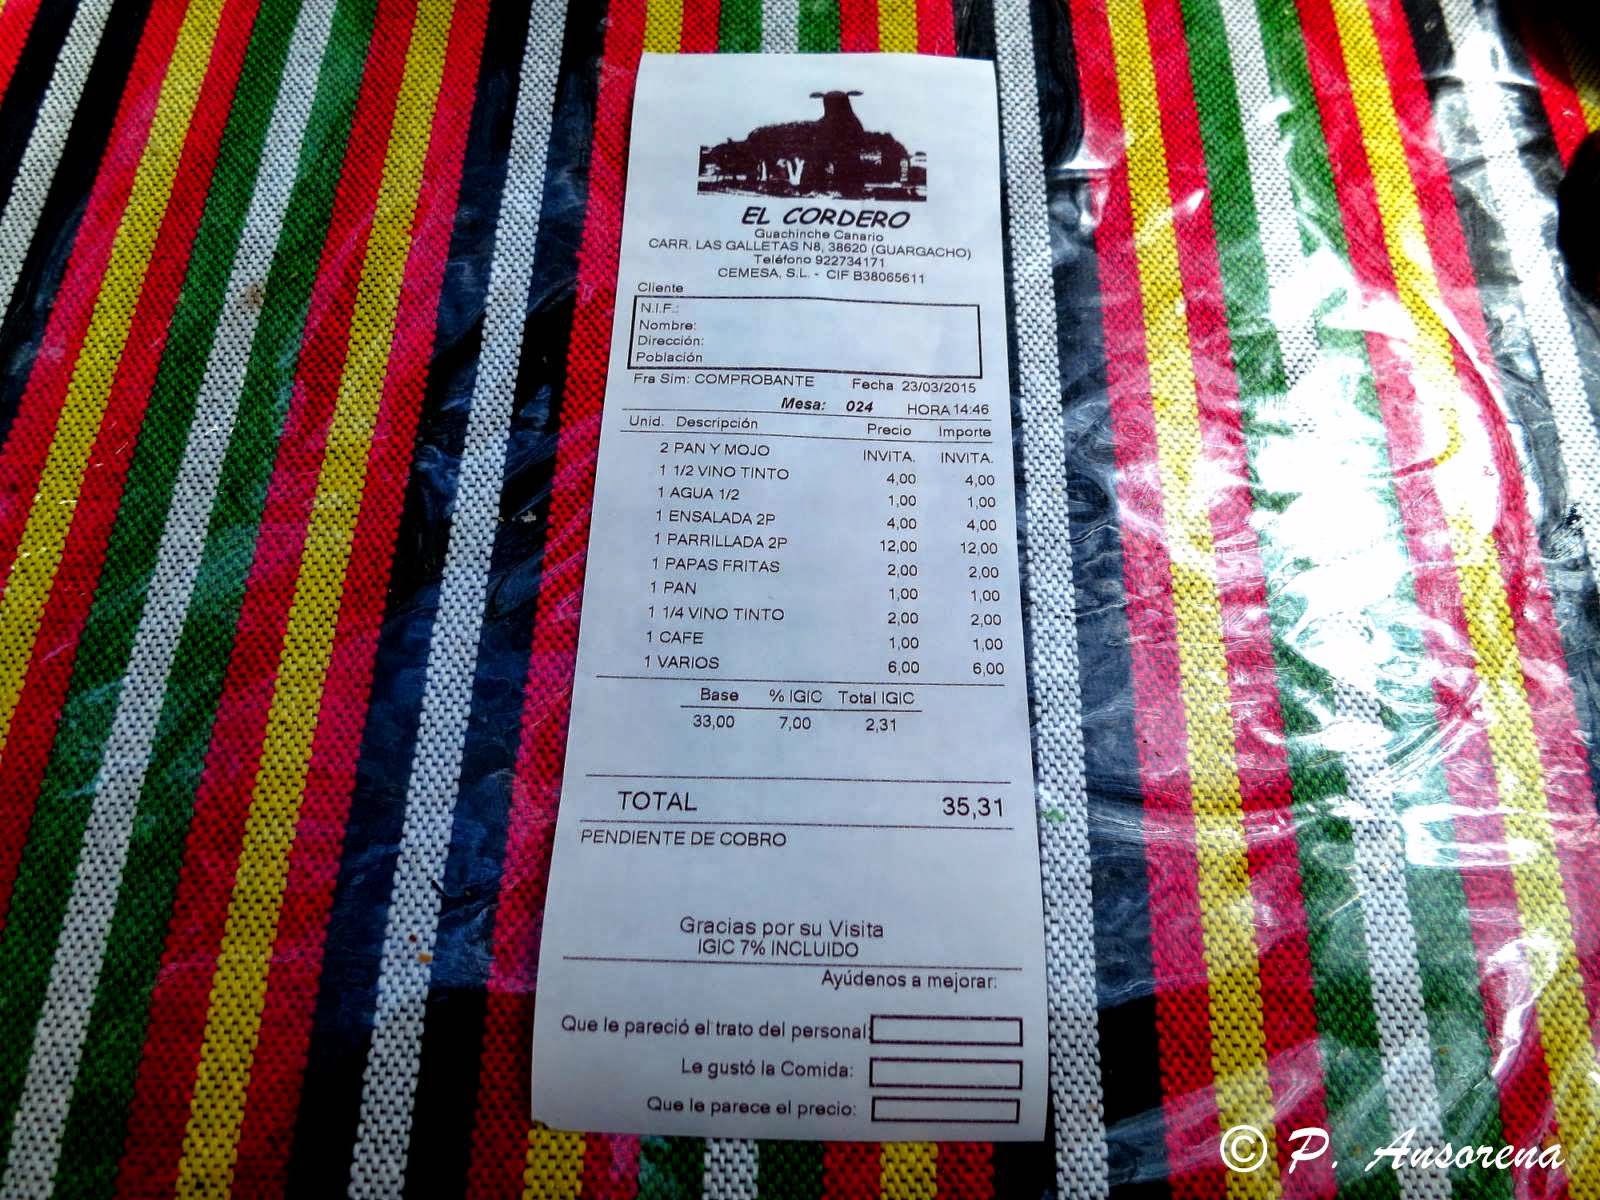 EL CORDERO
Guachinche Canario
CARR. LAS GALLETAS N8, 38620 (GUARGACHO)
Teléfono 922734171
CEMESA, S.L. - CIF B38065611
Cliente
N.I.F.:
Nombre:
Dirección:
Población
Fra Sim: COMPROBANTE Fecha 23/03/2015
Mesa: 024 HORA 14:46
Unid. Descripción Precio Importe
2 PAN Y MOJO INVITA. INVITA.
1 1/2 VINO TINTO 4,00 4,00
1 AGUA 1/2 1,00 1,00
1 ENSALADA 2P 4,00 4,00
1 PARRILLADA 2P 12,00 12,00
1 PAPAS FRITAS 2,00 2,00
1 PAN 1,00 1,00
1 1/4 VINO TINTO 2,00 2,00
1 CAFE 1,00 1,00
1 VARIOS 6,00 6,00
Base % IGIC Total IGIC
33,00 7,00 2,31
TOTAL 35,31
PENDIENTE DE COBRO
Gracias por su Visita
IGIC 7% INCLUIDO
Ayúdenos a mejorar:
Que le pareció el trato del personal:
Le gustó la Comida:
Que le parece el precio:
© P. Ansorena